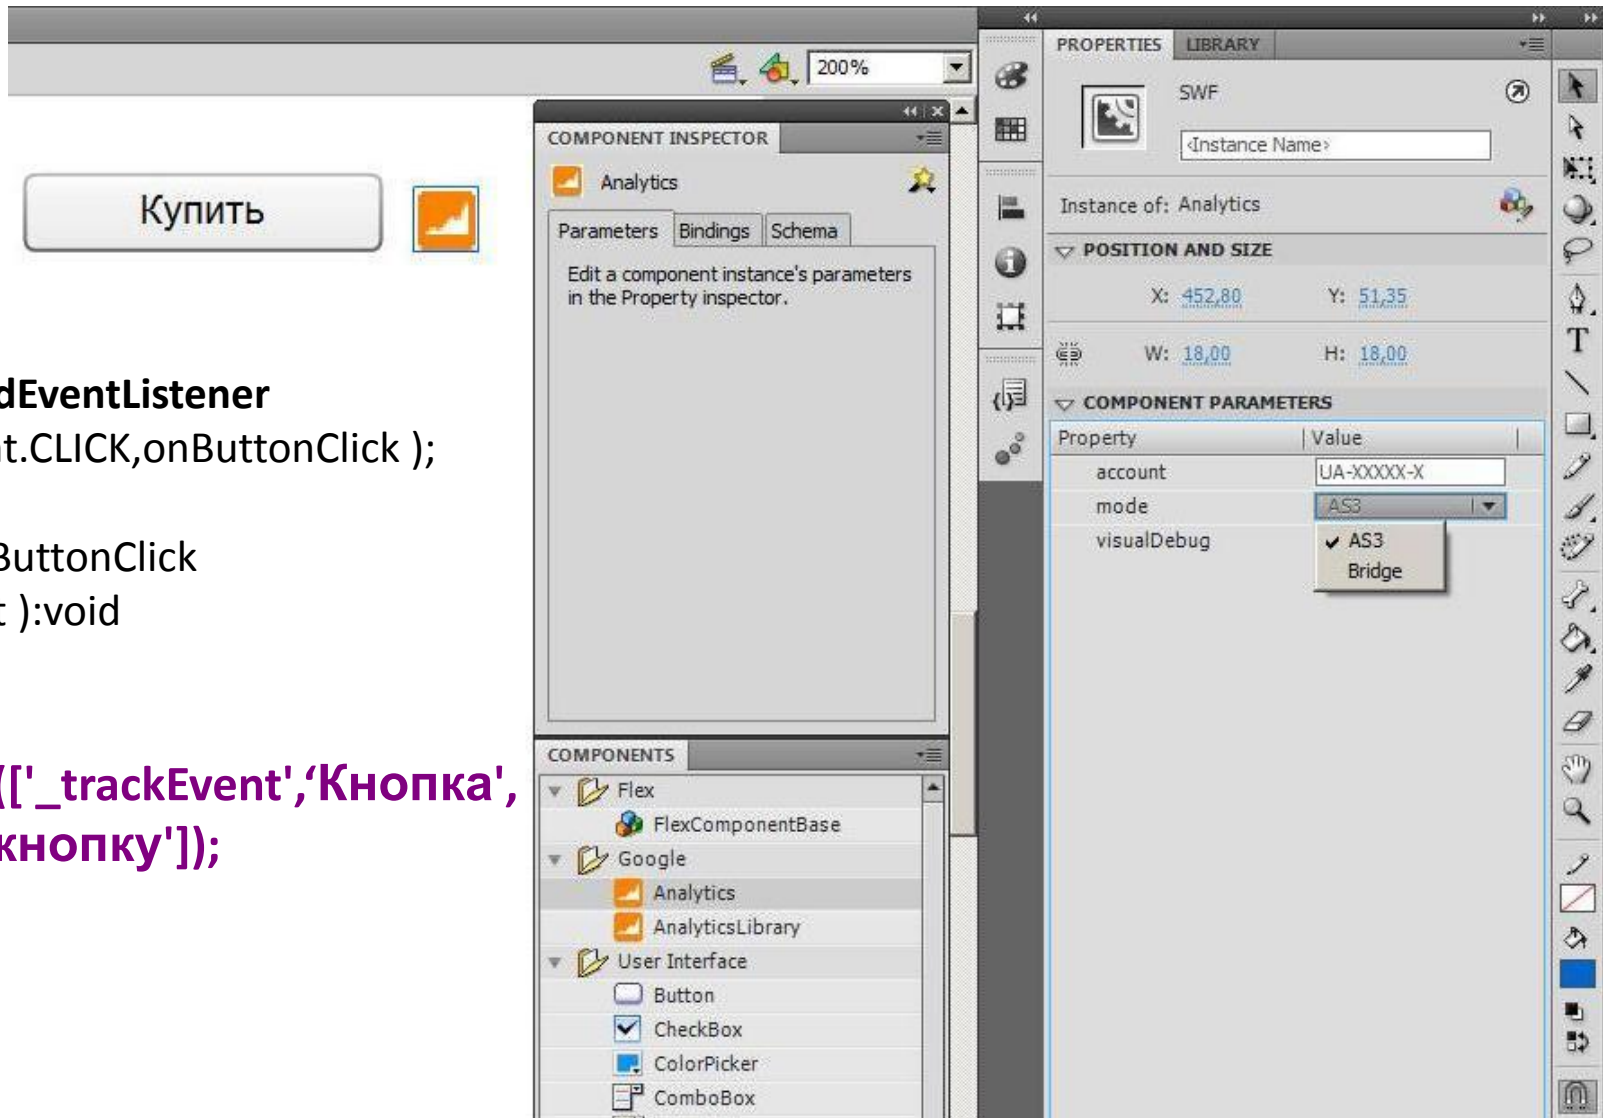 200%
COMPONENT INSPECTOR
Analytics
Parameters Bindings Schema
Edit a component instance's parameters
in the Property inspector.
Купить
dEventListener
t.CLICK,onButtonClick );
ButtonClick
t ):void
(['_trackEvent',‘Кнопка',
кнопку']);
COMPONENTS
Flex
FlexComponentBase
Google
Analytics
AnalyticsLibrary
User Interface
Button
CheckBox
ColorPicker
ComboBox
PROPERTIES LIBRARY
SWF
<Instance Name>
Instance of: Analytics
POSITION AND SIZE
X: 452,80 Y: 51,35
W: 18,00 H: 18,00
COMPONENT PARAMETERS
Property Value
account UA-XXXXX-X
mode AS3
visualDebug
AS3
Bridge